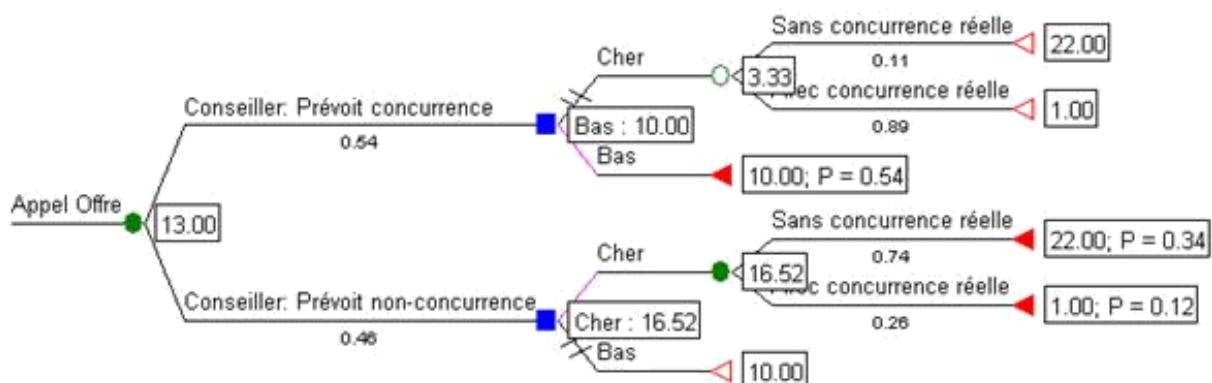 Sans concurrence réelle
22.00
0.11
Cher
3.33
Avec concurrence réelle
1.00
0.89
Conseiller: Prévoit concurrence
0.54
Bas : 10.00
Bas
10.00; P = 0.54
Appel Offre
13.00
Sans concurrence réelle
22.00; P = 0.34
0.74
Cher
16.52
Avec concurrence réelle
1.00; P = 0.12
0.26
Conseiller: Prévoit non-concurrence
0.46
Cher : 16.52
Bas
10.00